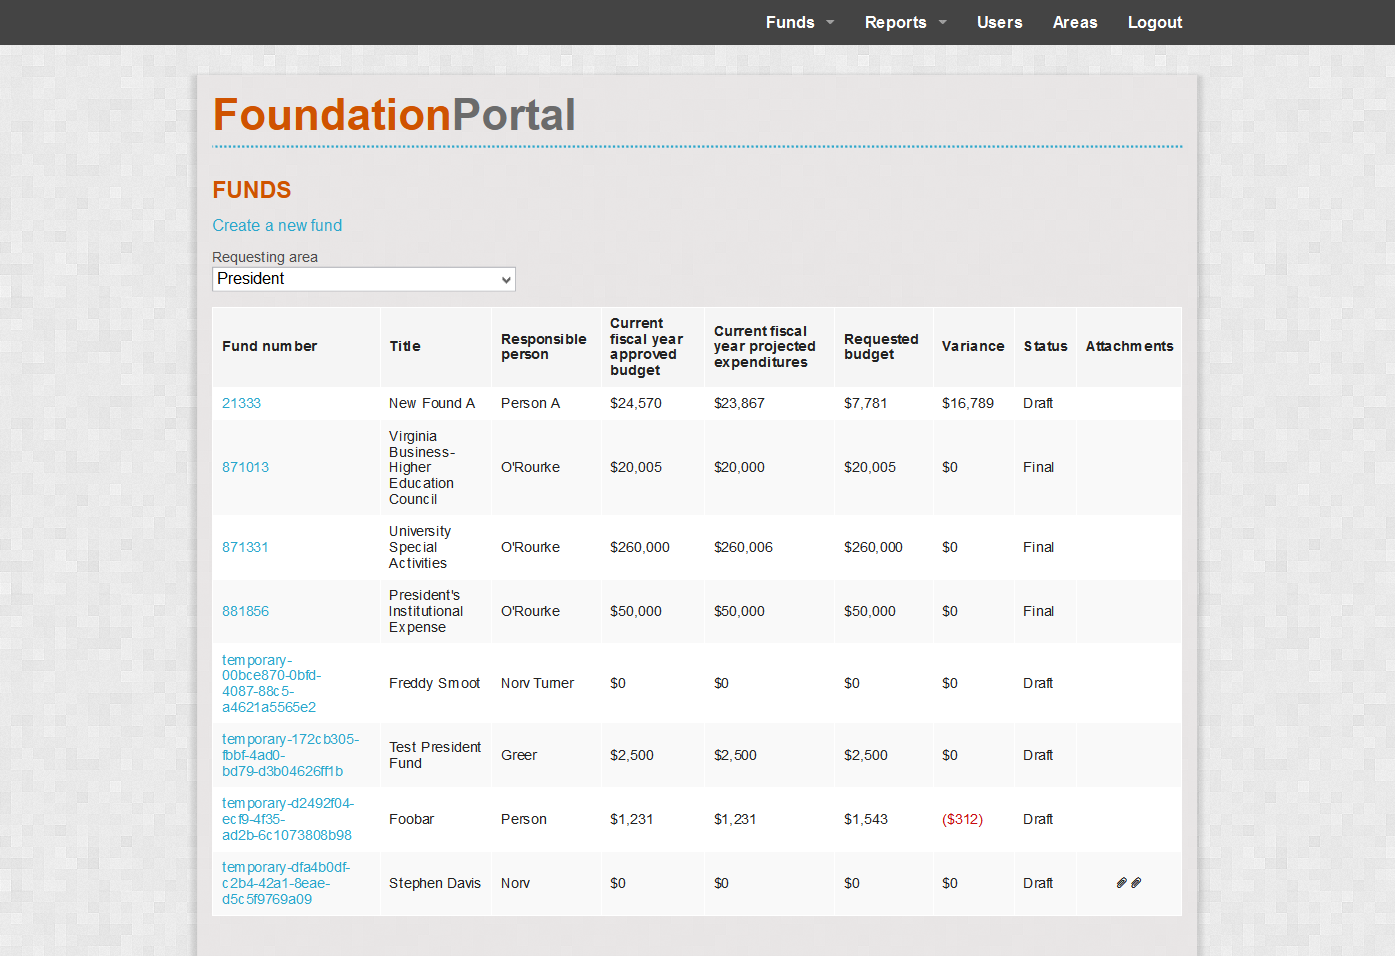 Funds Reports Users Areas Logout
FoundationPortal
FUNDS
Create a new fund
Requesting area
President
Fund number Title Responsible person Current fiscal year approved budget Current fiscal year projected expenditures Requested budget Variance Status Attachments
21333 New Found A Person A $24,570 $23,867 $7,781 $16,789 Draft
871013 Virginia Business-Higher Education Council O'Rourke $20,005 $20,000 $20,005 $0 Final
871331 University Special Activities O'Rourke $260,000 $260,006 $260,000 $0 Final
881856 President's Institutional Expense O'Rourke $50,000 $50,000 $50,000 $0 Final
temporary-00bce870-0bfd-4087-88c5-a4621a5565e2 Freddy Smoot Norv Turner $0 $0 $0 $0 Draft
temporary-172cb305-fbbf-4ad0-bd79-d3b04626ff1b Test President Fund Greer $2,500 $2,500 $2,500 $0 Draft
temporary-d2492f04-ecf9-4f35-ad2b-6c1073808b98 Foobar Person $1,231 $1,231 $1,543 ($312) Draft
temporary-dfa4b0df-c2b4-42a1-8eae-d5c5f9769a09 Stephen Davis Norv $0 $0 $0 $0 Draft